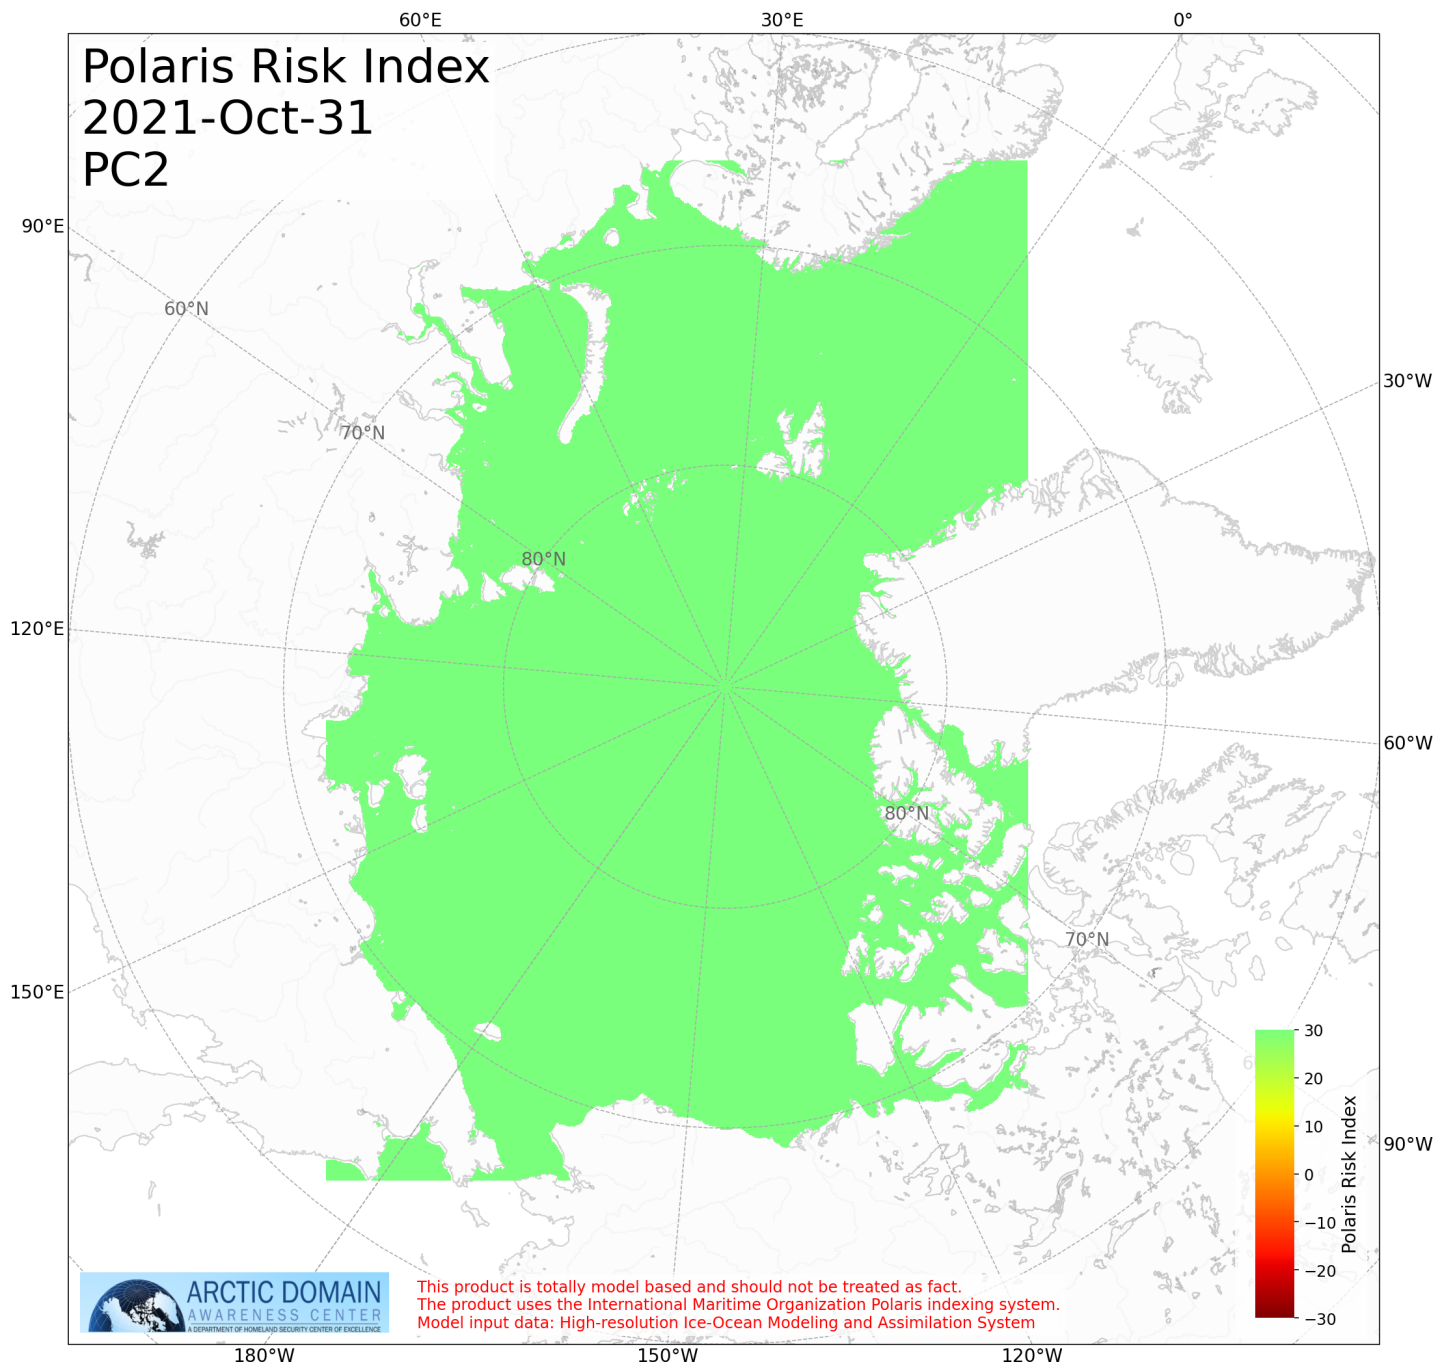 60°E 30°E 0°
Polaris Risk Index
2021-Oct-31
PC2
90°E
60°N
30°W
70°N
80°N
120°E
60°W
80°N
70°N
150°E
30
20
10
0
−10
−20
−30
Polaris Risk Index
90°W
ARCTIC DOMAIN
AWARENESS CENTER
A DEPARTMENT OF HOMELAND SECURITY CENTER OF EXCELLENCE
This product is totally model based and should not be treated as fact.
The product uses the International Maritime Organization Polaris indexing system.
Model input data: High-resolution Ice-Ocean Modeling and Assimilation System
180°W 150°W 120°W